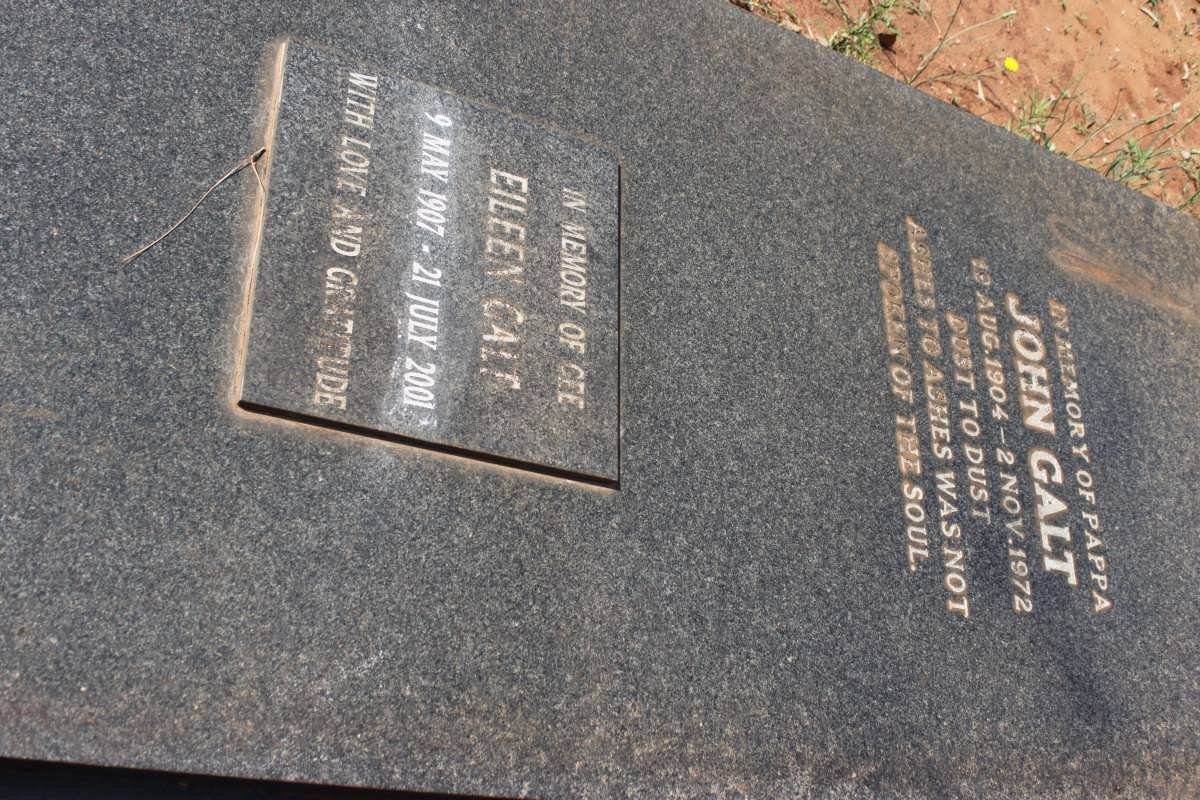 IN MEMORY OF PAPPA
JOHN GALT
AUG. 1904 – 2 NOV. 1972
DUST TO DUST
ASHES TO ASHES WAS NOT
SPOKEN OF THE SOUL.
IN MEMORY OF GEE
EILEEN GALT
9 MAY 1907 - 21 JULY 2001
WITH LOVE AND GRATITUDE